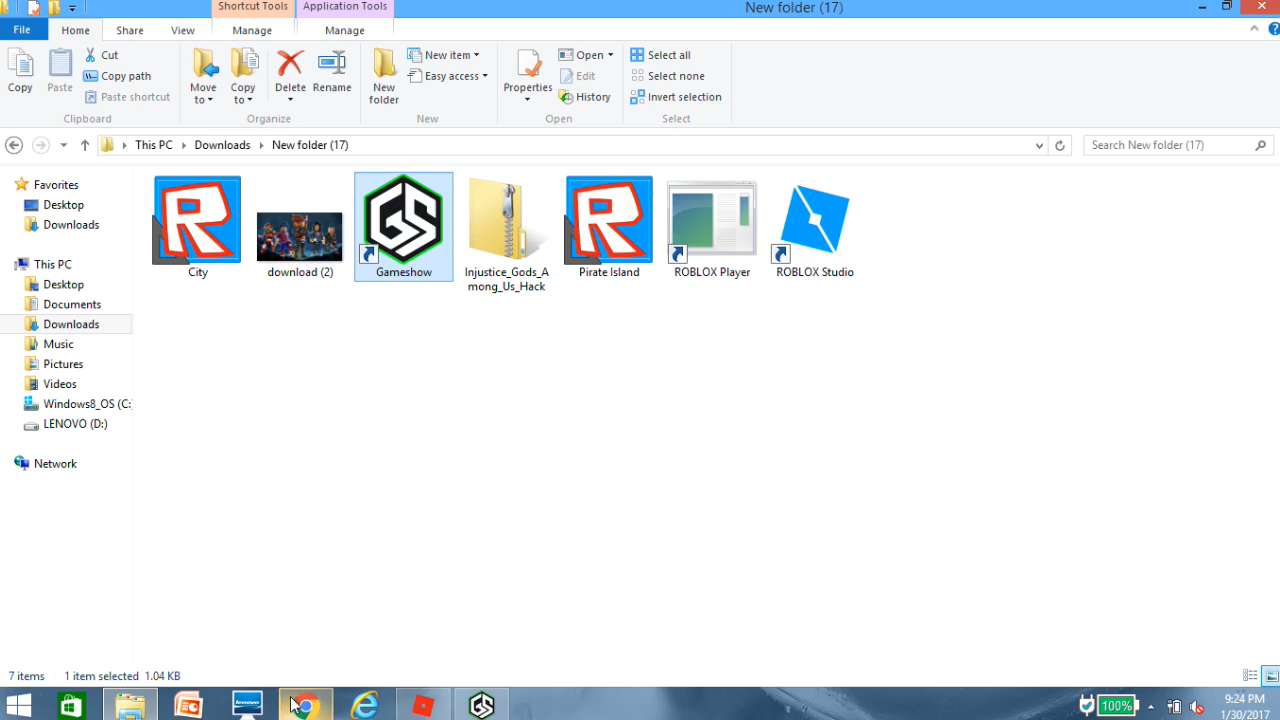 Shortcut Tools
Application Tools
New folder (17)
File
Home
Share
View
Manage
Manage
Copy
Paste
Cut
Copy path
Paste shortcut
Clipboard
Move to
Copy to
Delete
Rename
Organize
New folder
New item
Easy access
New
Properties
Open
Edit
History
Open
Select all
Select none
Invert selection
Select
This PC
Downloads
New folder (17)
Search New folder (17)
Favorites
Desktop
Downloads
This PC
Desktop
Documents
Downloads
Music
Pictures
Videos
Windows8_OS (C:
LENOVO (D:)
Network
City
download (2)
GS
Gameshow
Injustice_Gods_A
mong_Us_Hack
Pirate Island
ROBLOX Player
ROBLOX Studio
7 items
1 item selected 1.04 KB
lenovo
GS
100%
9:24 PM
1/30/2017